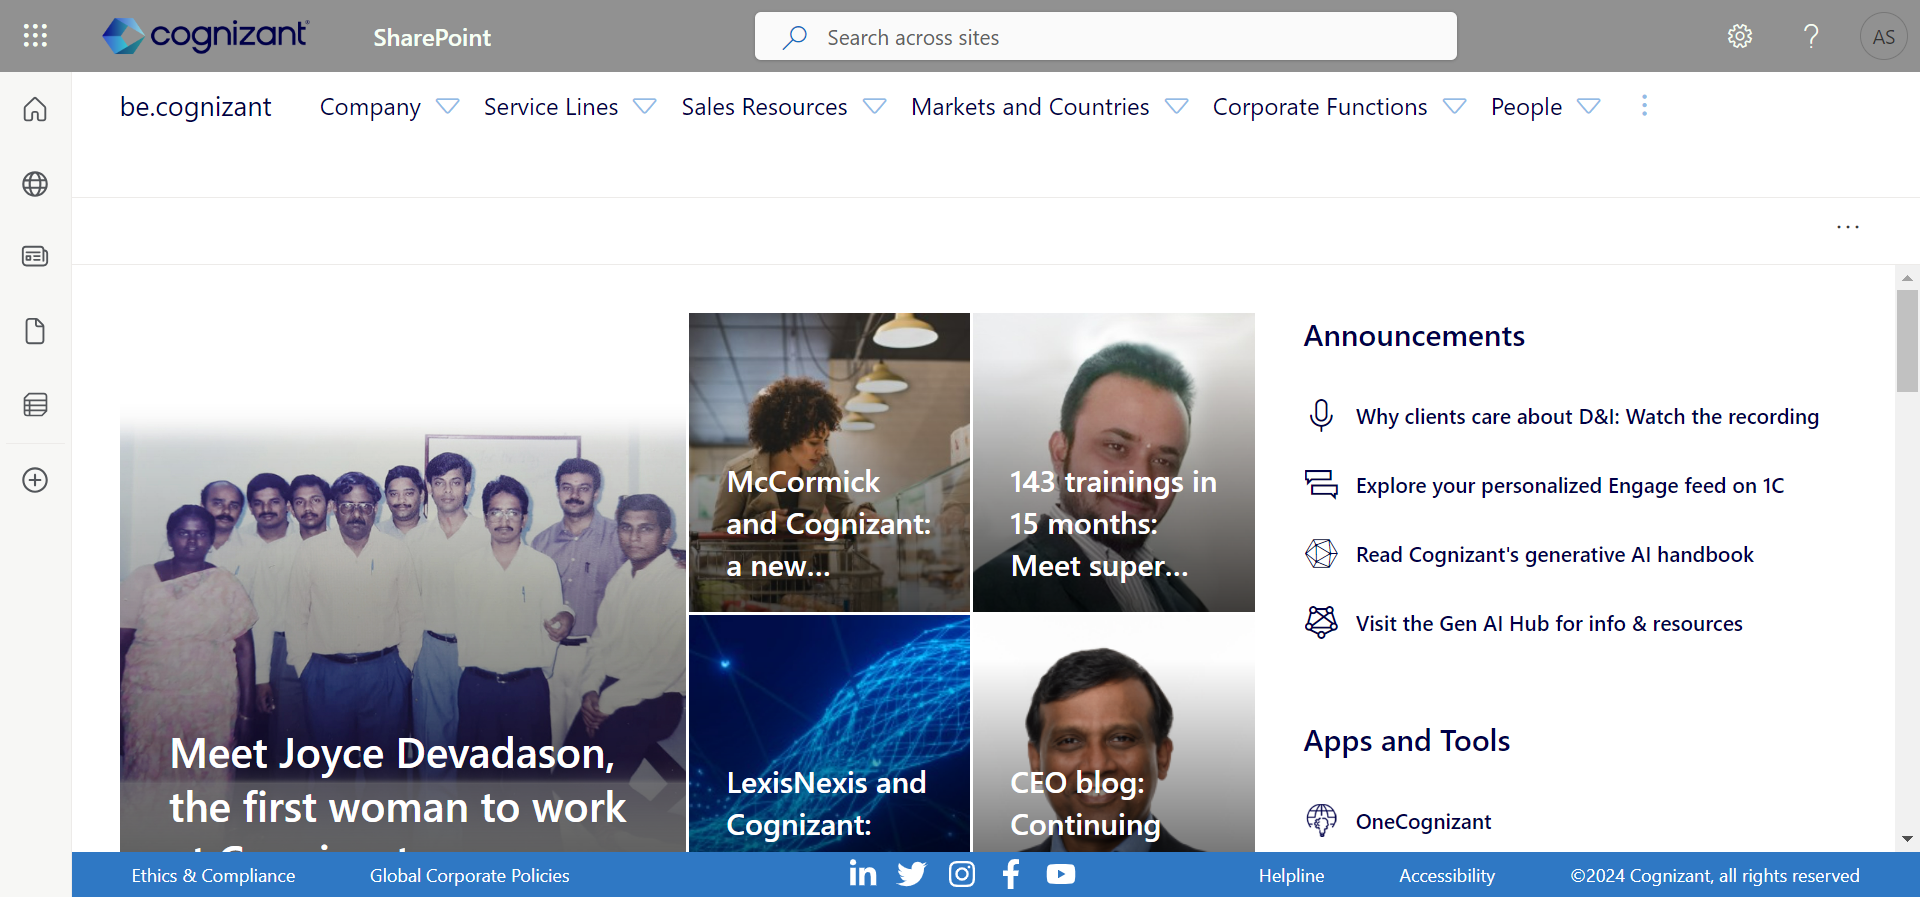 cognizant
SharePoint
Search across sites
AS
be.cognizant
Company
Service Lines
Sales Resources
Markets and Countries
Corporate Functions
People
Meet Joyce Devadason,
the first woman to work
McCormick
and Cognizant:
a new...
143 trainings in
15 months:
Meet super...
LexisNexis and
Cognizant:
CEO blog:
Continuing
Announcements
Why clients care about D&I: Watch the recording
Explore your personalized Engage feed on 1C
Read Cognizant's generative AI handbook
Visit the Gen AI Hub for info & resources
Apps and Tools
OneCognizant
Ethics & Compliance
Global Corporate Policies
Helpline
Accessibility
©2024 Cognizant, all rights reserved